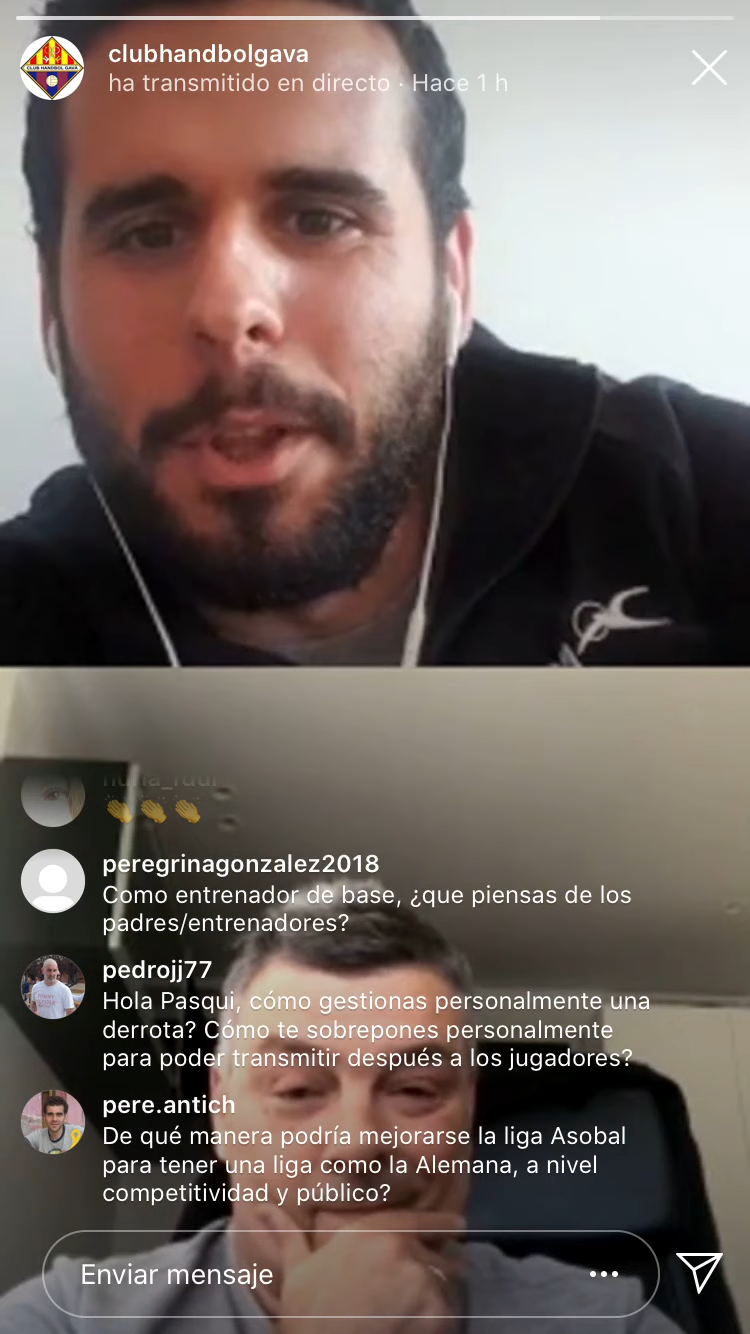 clubhandbolgava
ha transmitido en directo · Hace 1 h
CLUB HANDBOL GAVA
👏👏👏
peregrinagonzalez2018
Como entrenador de base, ¿que piensas de los
padres/entrenadores?
pedrojj77
Hola Pasqui, cómo gestionas personalmente una
derrota? Cómo te sobrepones personalmente
para poder transmitir después a los jugadores?
pere.antich
De qué manera podría mejorarse la liga Asobal
para tener una liga como la Alemana, a nivel
competitividad y público?
Enviar mensaje